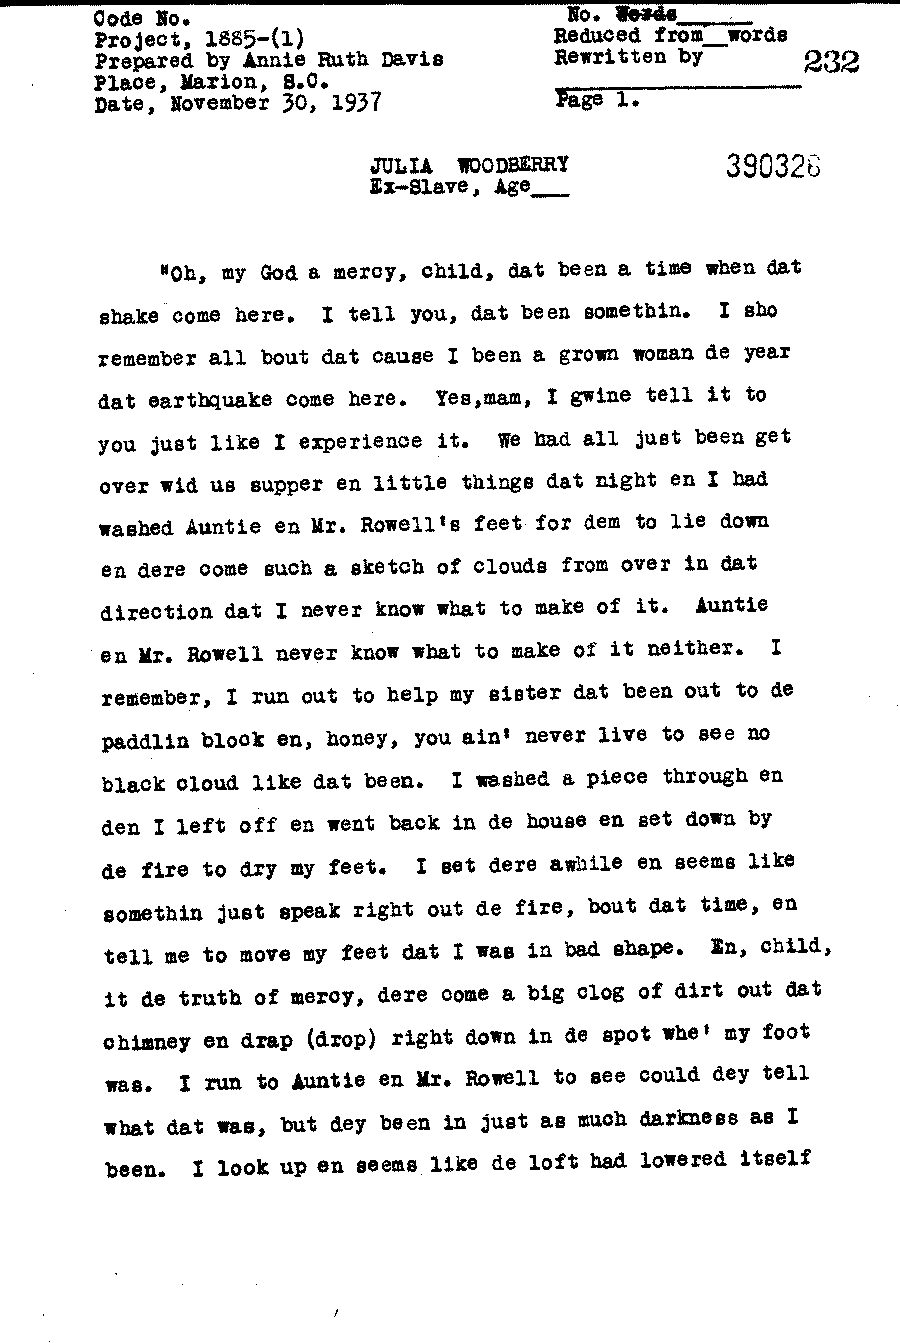 Code No.
Project, 1885-(1)
Prepared by Annie Ruth Davis
Place, Marion, S.C.
Date, November 30, 1937
No. Words
Reduced from__words
Rewritten by
232
Page 1.
JULIA WOODBERRY
Ex-Slave, Age___
390326
"Oh, my God a mercy, child, dat been a time when dat
shake come here. I tell you, dat been somethin. I sho
remember all bout dat cause I been a grown woman de year
dat earthquake come here. Yes,mam, I gwine tell it to
you just like I experience it. We had all just been get
over wid us supper en little things dat night en I had
washed Auntie en Mr. Rowell's feet for dem to lie down
en dere come such a sketch of clouds from over in dat
direction dat I never know what to make of it. Auntie
en Mr. Rowell never know what to make of it neither. I
remember, I run out to help my sister dat been out to de
paddlin block en, honey, you ain' never live to see no
black cloud like dat been. I washed a piece through en
den I left off en went back in de house en set down by
de fire to dry my feet. I set dere awhile en seems like
somethin just speak right out de fire, bout dat time, en
tell me to move my feet dat I was in bad shape. En, child,
it de truth of mercy, dere come a big clog of dirt out dat
chimney en drap (drop) right down in de spot whe' my foot
was. I run to Auntie en Mr. Rowell to see could dey tell
what dat was, but dey been in just as much darkness as I
been. I look up en seems like de loft had lowered itself